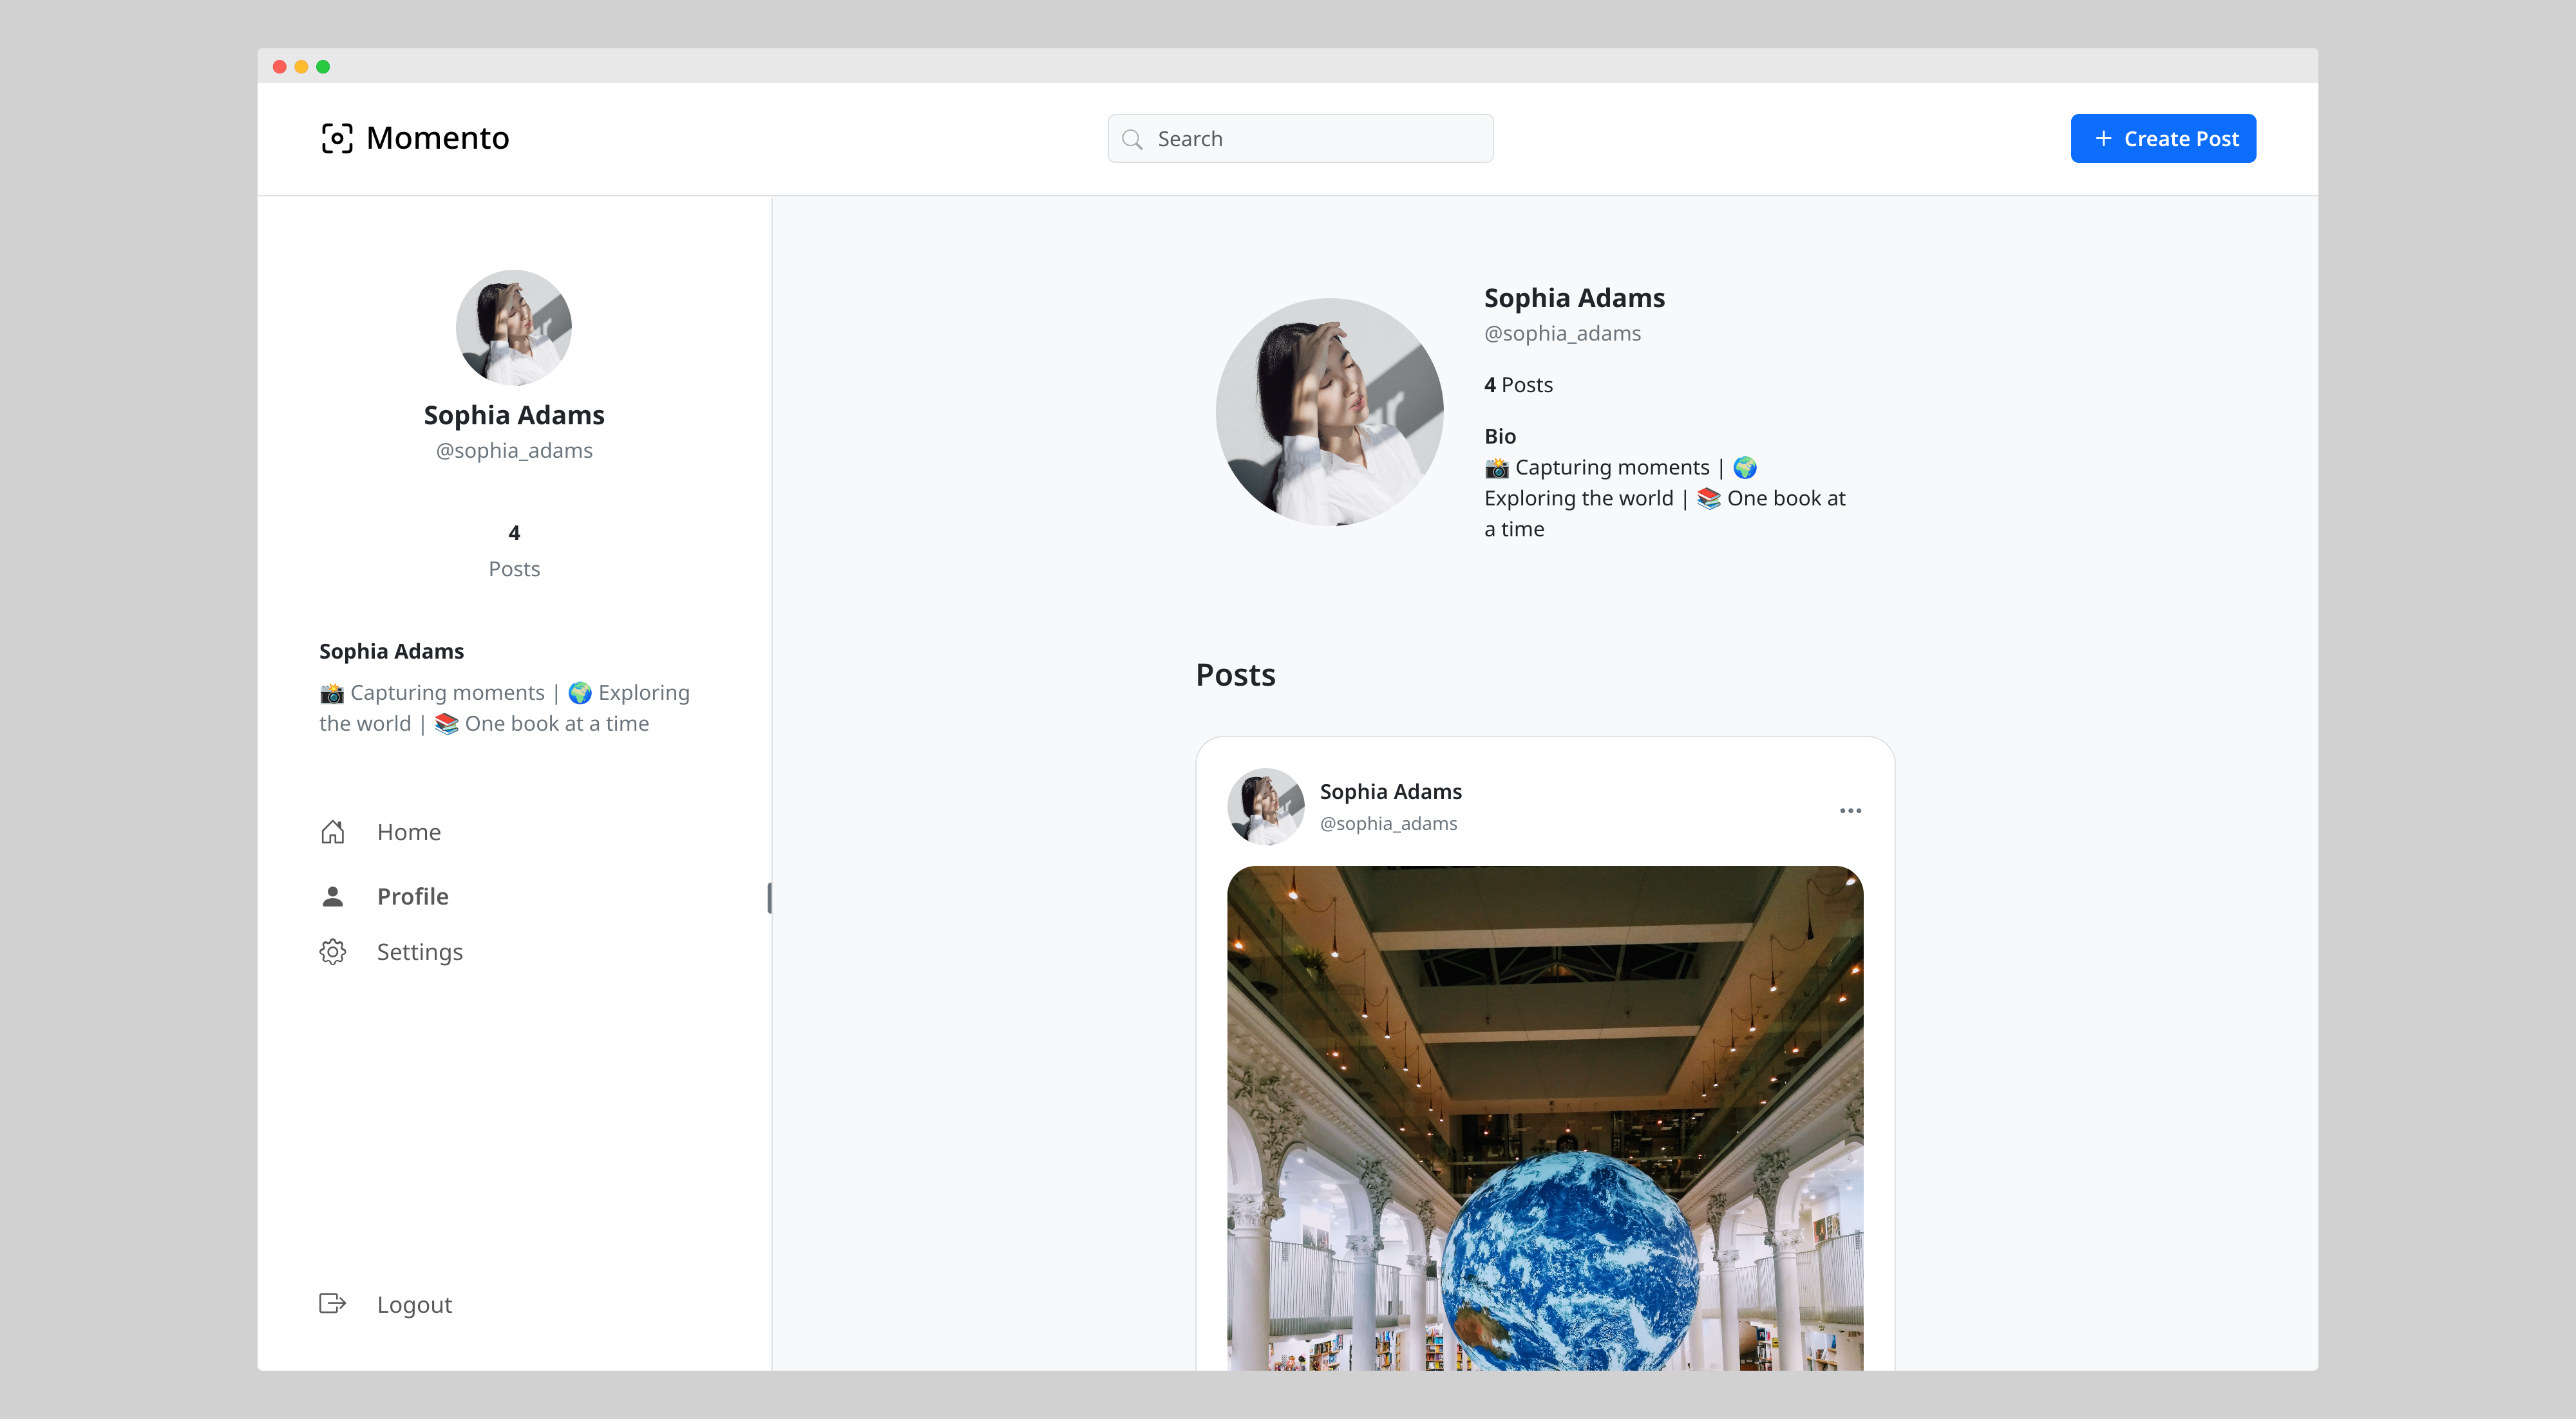 Momento
Search
+ Create Post
Sophia Adams
@sophia_adams
4
Posts
Sophia Adams
📸 Capturing moments | 🌍 Exploring
the world | 📚 One book at a time
Home
Profile
Settings
Logout
Sophia Adams
@sophia_adams
4 Posts
Bio
📸 Capturing moments | 🌍
Exploring the world | 📚 One book at
a time
Posts
Sophia Adams
@sophia_adams